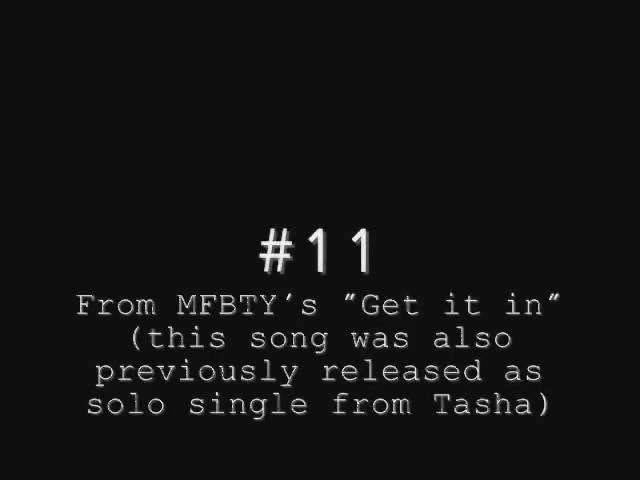 #11
From MFBTY's "Get it in"
(this song was also
previously released as
solo single from Tasha)